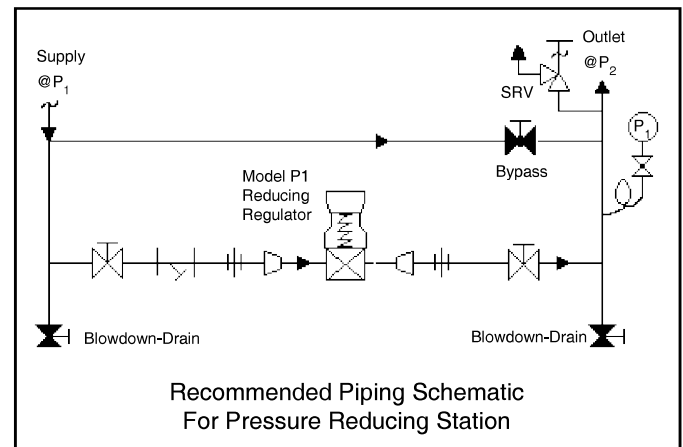 Supply
@P1
Outlet
@P2
SRV
P1
Bypass
Model P1
Reducing
Regulator
Blowdown-Drain
Blowdown-Drain
Recommended Piping Schematic
For Pressure Reducing Station